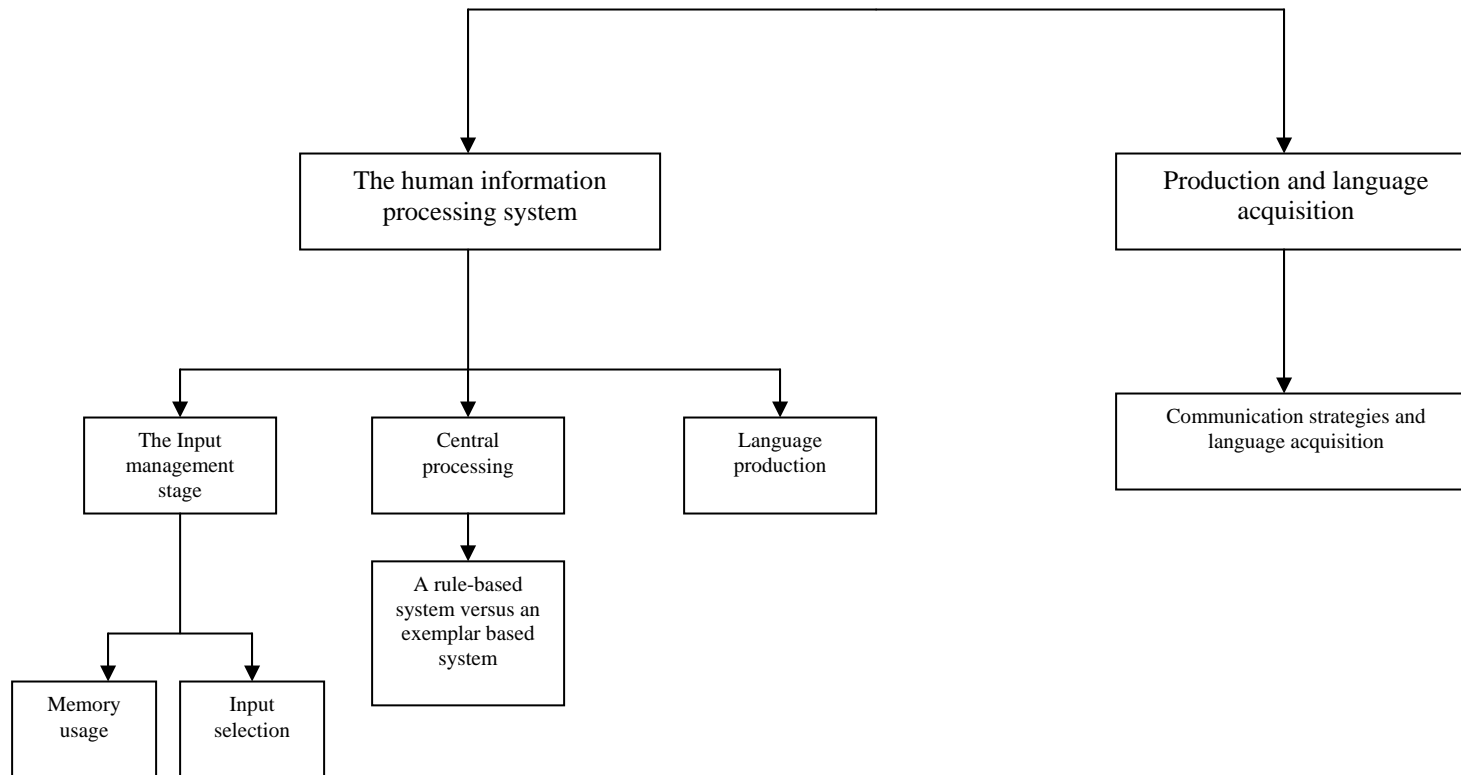 The human information
processing system
Production and language
acquisition
The Input
management
stage
Central
processing
Language
production
Communication strategies and
language acquisition
A rule-based
system versus an
exemplar based
system
Memory
usage
Input
selection